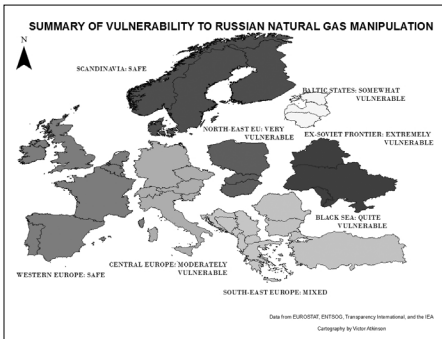 SUMMARY OF VULNERABILITY TO RUSSIAN NATURAL GAS MANIPULATION
N
SCANDINAVIA: SAFE
BALTIC STATES: SOMEWHAT
VULNERABLE
NORTH-EAST EU: VERY
VULNERABLE
EX-SOVIET FRONTIER: EXTREMELY
VULNERABLE
BLACK SEA: QUITE
VULNERABLE
CENTRAL EUROPE: MODERATELY
VULNERABLE
WESTERN EUROPE: SAFE
SOUTH-EAST EUROPE: MIXED
Data from EUROSTAT, ENTSOG, Transparency International, and the IEA
Cartography by Victor Atkinson